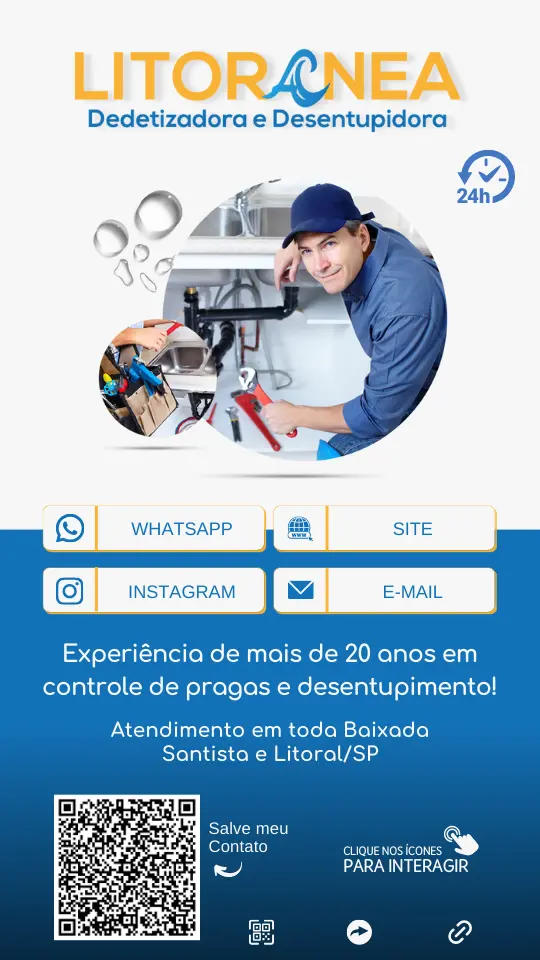 LITORANEA
Dedetizadora e Desentupidora
24h
WHATSAPP
www
SITE
INSTAGRAM
E-MAIL
Experiência de mais de 20 anos em
controle de pragas e desentupimento!
Atendimento em toda Baixada
Santista e Litoral/SP
Salve meu
Contato
CLIQUE NOS ÍCONES
PARA INTERAGIR